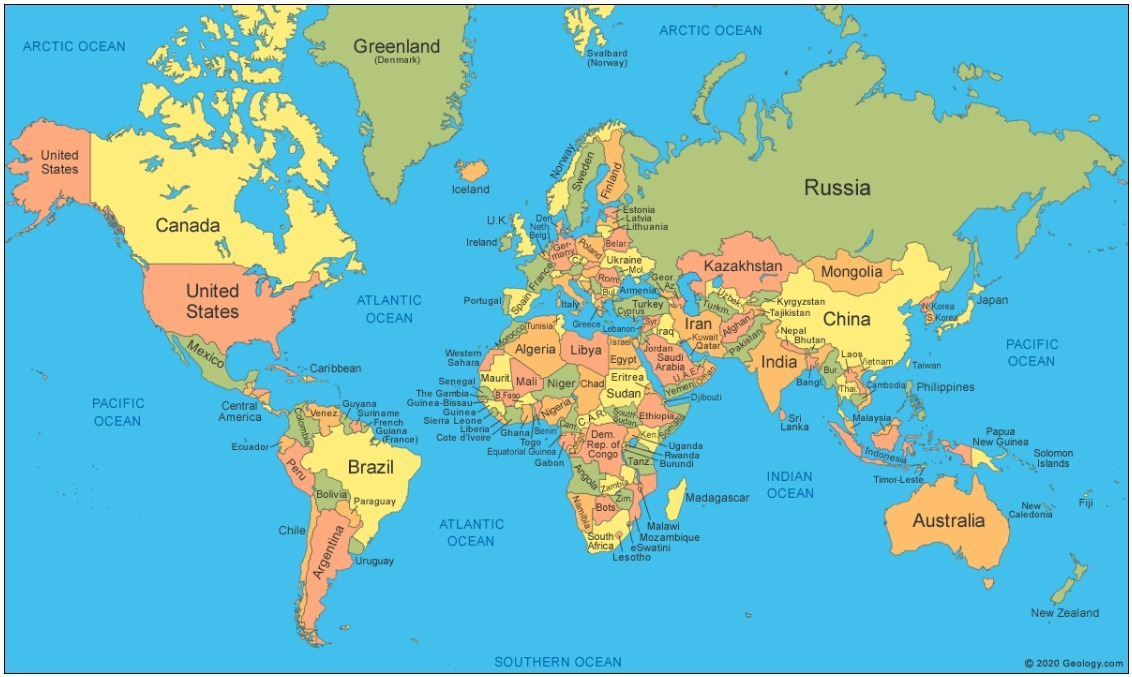 ARCTIC OCEAN
Greenland
(Denmark)
Svalbard
(Norway)
ARCTIC OCEAN
United
States
Canada
Iceland
Norway
Sweden
Finland
Russia
U.K.
Ireland
Den.
Neth.
Belg.
Estonia
Latvia
Lithuania
Belar.
Ger-
many
Poland
Cz.
Ukraine
Mol.
France
Rom.
Bul.
Spain
Portugal
Italy
Greece
Geor.
Az.
Armenia
Turkey
Cyprus
Lebanon
Syr.
Iraq
Iran
Kuwait
Qatar
Kazakhstan
Uzbek.
Turkm.
Kyrgyzstan
Tajikistan
Afghan.
Pakistan
Mongolia
China
N. Korea
S. Korea
Japan
United
States
ATLANTIC
OCEAN
PACIFIC
OCEAN
Mexico
Caribbean
Central
America
PACIFIC
OCEAN
Morocco
Tunisia
Algeria
Libya
Israel
Egypt
Jordan
Saudi
Arabia
U.A.E.
Oman
Yemen
Djibouti
Nepal
Bhutan
India
Bangl.
Bur.
Laos
Vietnam
Thai.
Cambodia
Taiwan
Philippines
Sri
Lanka
Malaysia
Indonesia
Papua
New Guinea
Solomon
Islands
Timor-Leste
Western
Sahara
Maurit.
Mali
Niger
Chad
Eritrea
Sudan
Senegal
The Gambia
Guinea-Bissau
Guinea
Sierra Leone
Liberia
Cote d'Ivoire
B.Faso
Ghana
Togo
Benin
Nigeria
Equatorial Guinea
Gabon
Cam.
Congo
C.A.R.
South
Sudan
Ethiopia
Somalia
Ken.
Uganda
Rwanda
Burundi
Dem.
Rep. of
Congo
Tanz.
Angola
Zambia
Zim.
Namibia
Bots.
South
Africa
Malawi
Mozambique
eSwatini
Lesotho
Madagascar
INDIAN
OCEAN
Venez.
Guyana
Suriname
French
Guiana
(France)
Colombia
Ecuador
Peru
Brazil
Bolivia
Paraguay
Chile
Argentina
Uruguay
ATLANTIC
OCEAN
Australia
New
Caledonia
Fiji
New Zealand
SOUTHERN OCEAN
© 2020 Geology.com